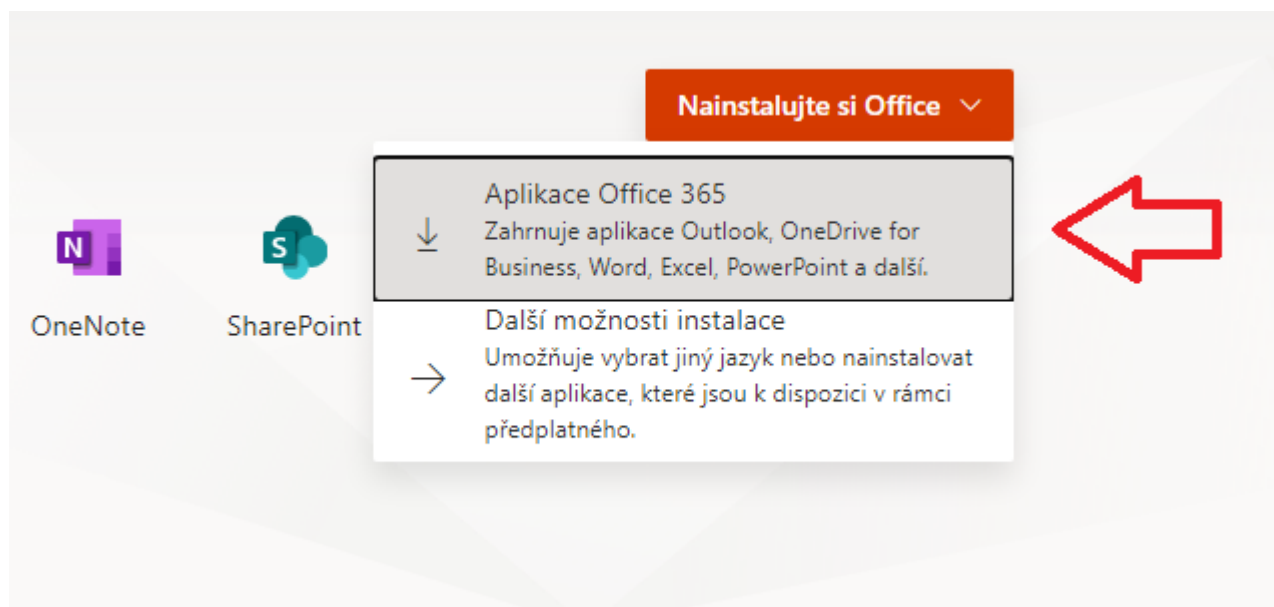 Nainstalujte si Office
Aplikace Office 365
Zahrnuje aplikace Outlook, OneDrive for
Business, Word, Excel, PowerPoint a další.
N
OneNote
S
SharePoint
Další možnosti instalace
Umožňuje vybrat jiný jazyk nebo nainstalovat
další aplikace, které jsou k dispozici v rámci
předplatného.